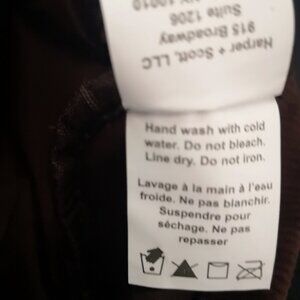 Harper + Scott, LLC
915 Broadway
Suite 1206
10010
Hand wash with cold
water. Do not bleach.
Line dry. Do not iron.
Lavage à la main à l'eau
froide. Ne pas blanchir.
Suspendre pour
séchage. Ne pas
repasser